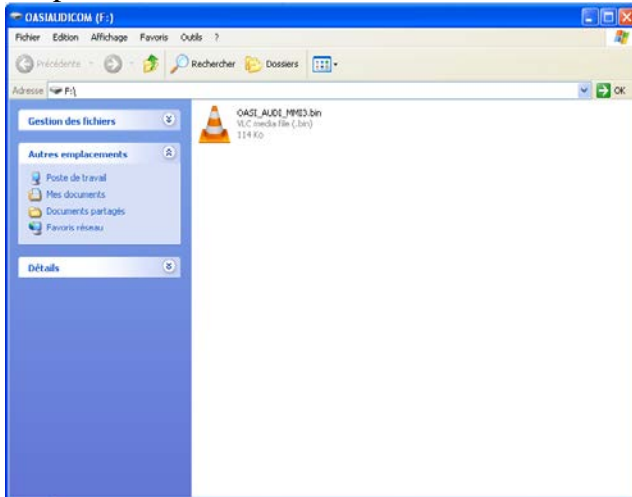 OASIAUDICOM (F:)
Fichier Edition Affichage Favoris Outils ?
Précédente Rechercher Dossiers
Adresse F:\ OK
Gestion des fichiers
Autres emplacements
Poste de travail
Mes documents
Documents partagés
Favoris réseau
Détails
OASI_AUDI_MMI3.bin
VLC media file (.bin)
114 Ko